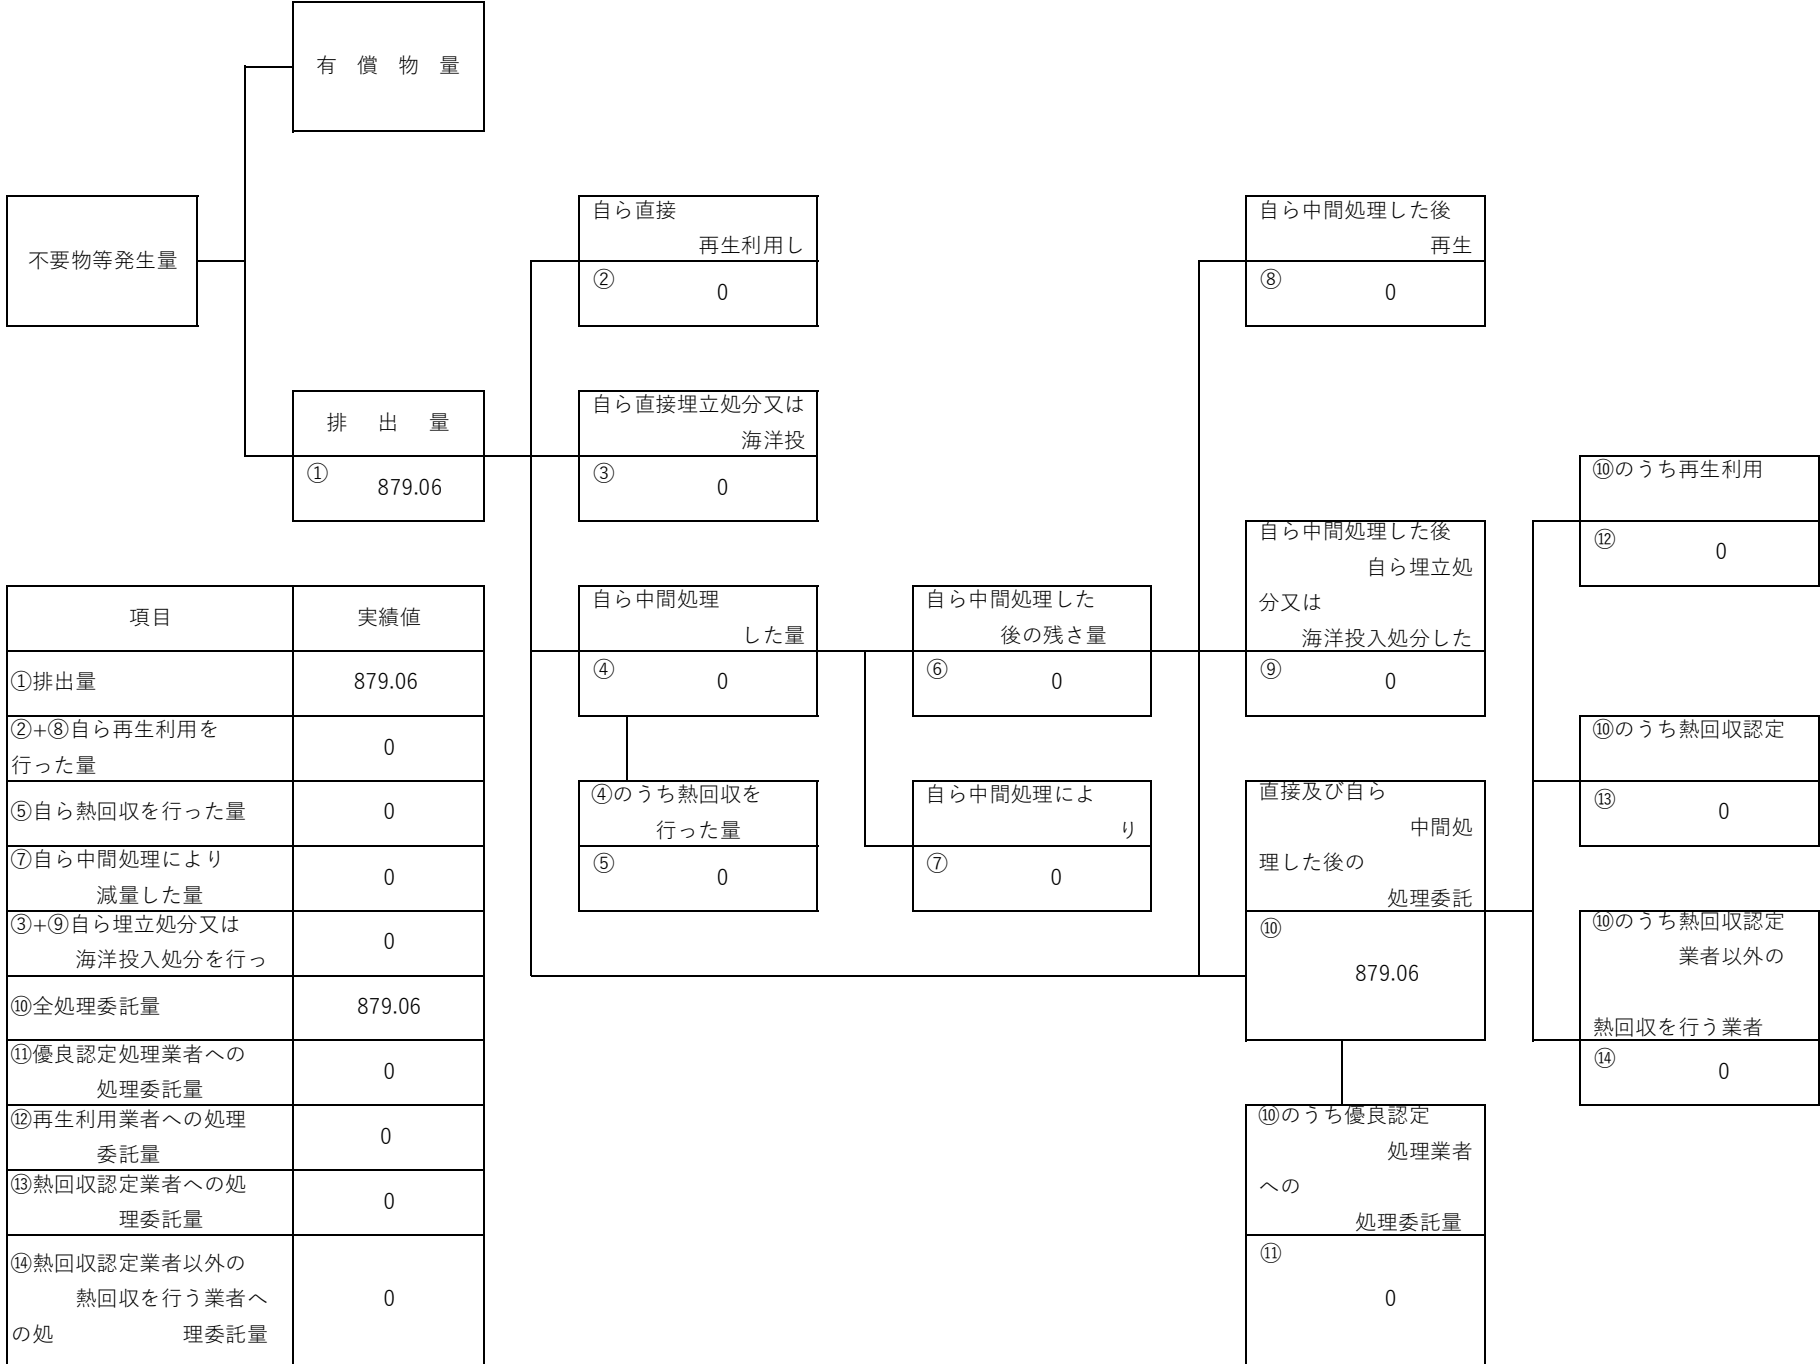 有 償 物 量
不要物等発生量
排 出 量
① 879.06
自ら直接
再生利用し
② 0
自ら直接埋立処分又は
海洋投
③ 0
自ら中間処理
した量
④ 0
④のうち熱回収を
行った量
⑤ 0
自ら中間処理した
後の残さ量
⑥ 0
自ら中間処理によ
り
⑦ 0
自ら中間処理した後
再生
⑧ 0
自ら中間処理した後
自ら埋立処
分又は
海洋投入処分した
⑨ 0
直接及び自ら
中間処
理した後の
処理委託
⑩
879.06
⑩のうち優良認定
処理業者
への
処理委託量
⑪
0
⑩のうち再生利用
⑫ 0
⑩のうち熱回収認定
⑬ 0
⑩のうち熱回収認定
業者以外の
熱回収を行う業者
⑭ 0
項目 実績値
①排出量 879.06
②+⑧自ら再生利用を
行った量 0
⑤自ら熱回収を行った量 0
⑦自ら中間処理により
減量した量 0
③+⑨自ら埋立処分又は
海洋投入処分を行っ 0
⑩全処理委託量 879.06
⑪優良認定処理業者への
処理委託量 0
⑫再生利用業者への処理
委託量 0
⑬熱回収認定業者への処
理委託量 0
⑭熱回収認定業者以外の
熱回収を行う業者へ 0
の処 理委託量